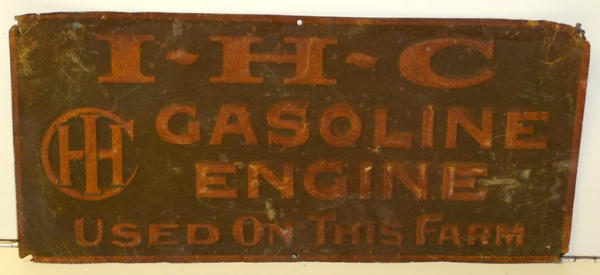 I-H-C
IHC GASOLINE
ENGINE
USED ON THIS FARM